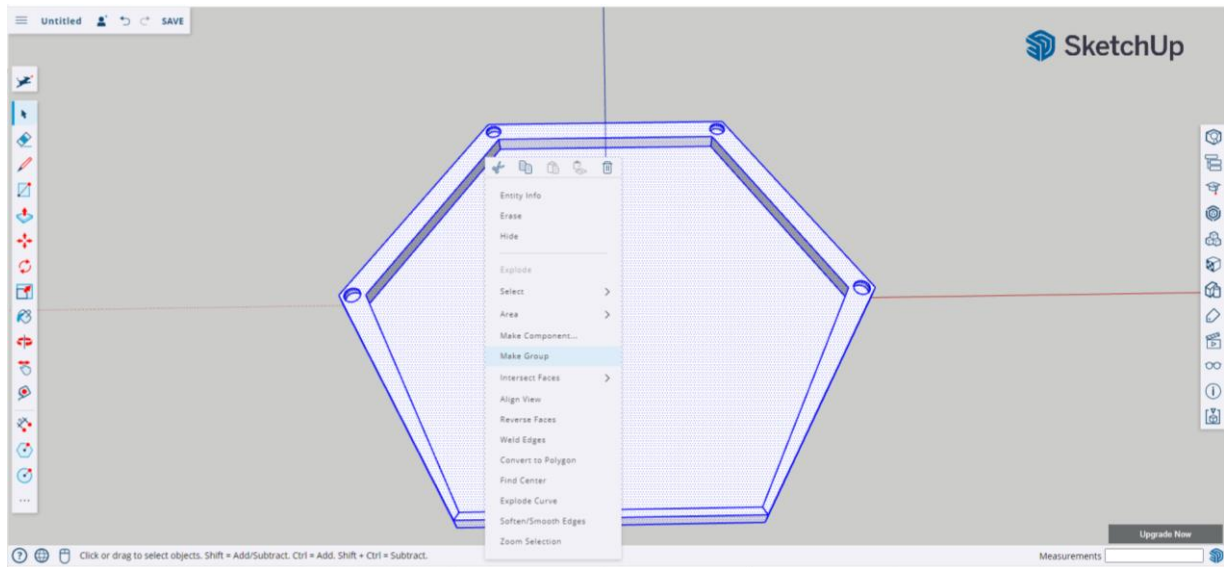 Untitled SAVE
SketchUp
Entity Info
Erase
Hide
Explode
Select
Area
Make Component...
Make Group
Intersect Faces
Align View
Reverse Faces
Weld Edges
Convert to Polygon
Find Center
Explode Curve
Soften/Smooth Edges
Zoom Selection
Upgrade Now
Click or drag to select objects. Shift = Add/Subtract. Ctrl = Add. Shift + Ctrl = Subtract.
Measurements